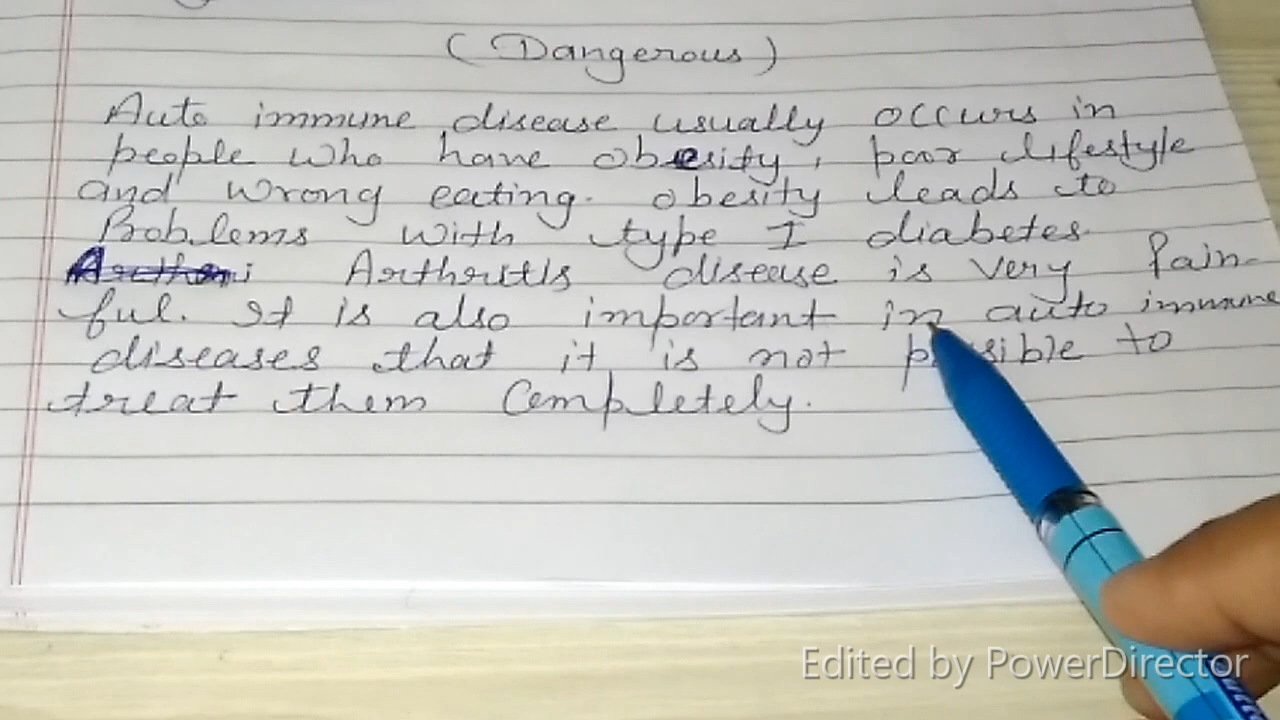 ( Dangerous )
Auto immune disease usually occurs in
people who have obesity, poor lifestyle
and wrong eating. obesity leads to
Problems with type I diabetes.
Arthritis disease is very Pain-
ful. It is also important in auto immune
diseases that it is not possible to
treat them Completely.
Edited by PowerDirector